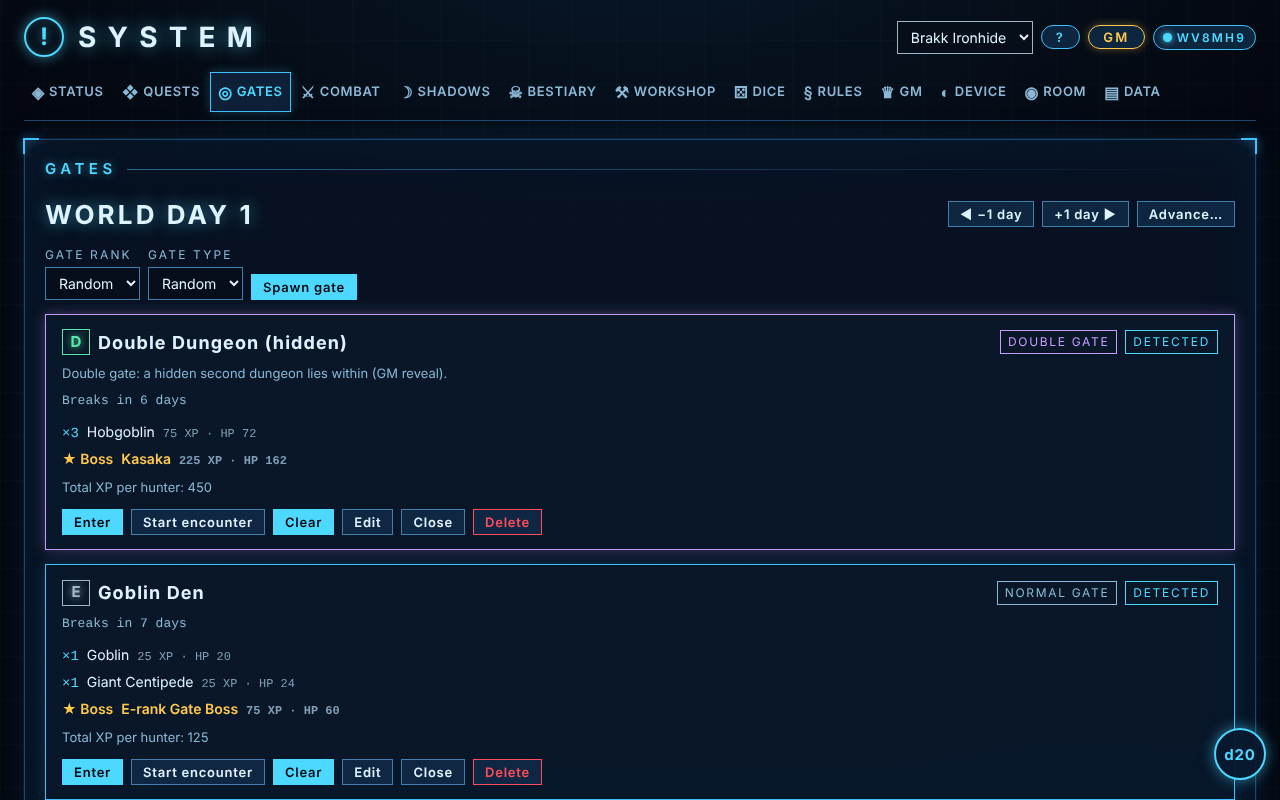 ! SYSTEM
Brakk Ironhide ? GM WV8MH9
STATUS QUESTS GATES COMBAT SHADOWS BESTIARY WORKSHOP DICE § RULES GM DEVICE ROOM DATA
GATES
WORLD DAY 1
◀ −1 day +1 day ▶ Advance...
GATE RANK GATE TYPE
Random Random Spawn gate
D Double Dungeon (hidden) DOUBLE GATE DETECTED
Double gate: a hidden second dungeon lies within (GM reveal).
Breaks in 6 days
×3 Hobgoblin 75 XP · HP 72
★ Boss Kasaka 225 XP · HP 162
Total XP per hunter: 450
Enter Start encounter Clear Edit Close Delete
E Goblin Den NORMAL GATE DETECTED
Breaks in 7 days
×1 Goblin 25 XP · HP 20
×1 Giant Centipede 25 XP · HP 24
★ Boss E-rank Gate Boss 75 XP · HP 60
Total XP per hunter: 125
Enter Start encounter Clear Edit Close Delete
d20